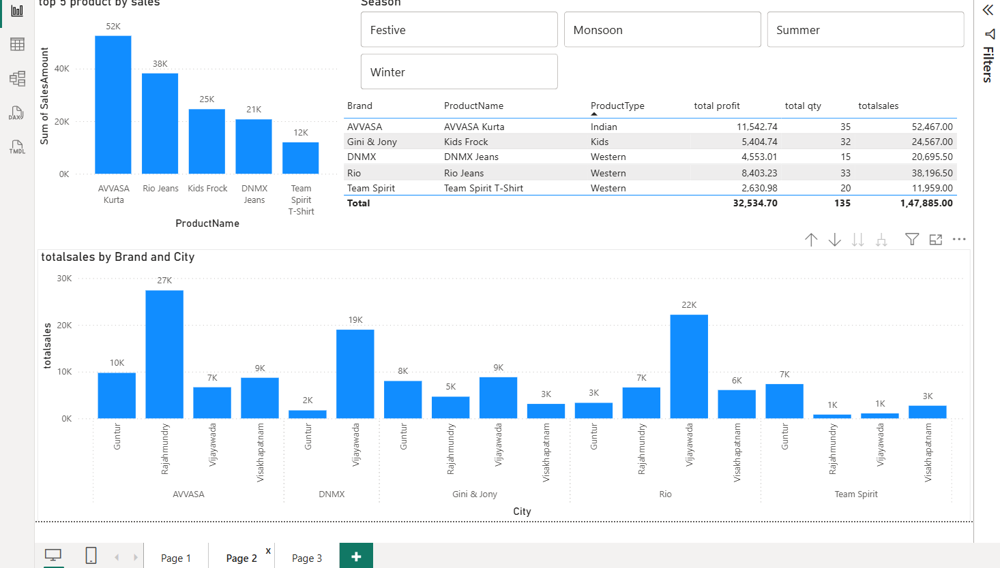 top 5 product by sales
Sum of SalesAmount
52K
38K
25K
21K
12K
40K
20K
0K
AVVASA Kurta
Rio Jeans
Kids Frock
DNMX Jeans
Team Spirit T-Shirt
ProductName
Season
Festive
Monsoon
Summer
Winter
Brand ProductName ProductType total profit total qty totalsales
AVVASA AVVASA Kurta Indian 11,542.74 35 52,467.00
Gini & Jony Kids Frock Kids 5,404.74 32 24,567.00
DNMX DNMX Jeans Western 4,553.01 15 20,695.50
Rio Rio Jeans Western 8,403.23 33 38,196.50
Team Spirit Team Spirit T-Shirt Western 2,630.98 20 11,959.00
Total 32,534.70 135 1,47,885.00
totalsales by Brand and City
totalsales
30K
20K
10K
0K
10K
27K
7K
9K
2K
19K
8K
5K
9K
3K
3K
7K
22K
6K
7K
1K
1K
3K
Guntur
Rajahmundry
Vijayawada
Visakhapatnam
Guntur
Vijayawada
Guntur
Rajahmundry
Vijayawada
Visakhapatnam
Guntur
Rajahmundry
Vijayawada
Visakhapatnam
Guntur
Rajahmundry
Vijayawada
Visakhapatnam
AVVASA
DNMX
Gini & Jony
Rio
Team Spirit
City
Filters
DAX
TMDL
Page 1
Page 2
x
Page 3
+